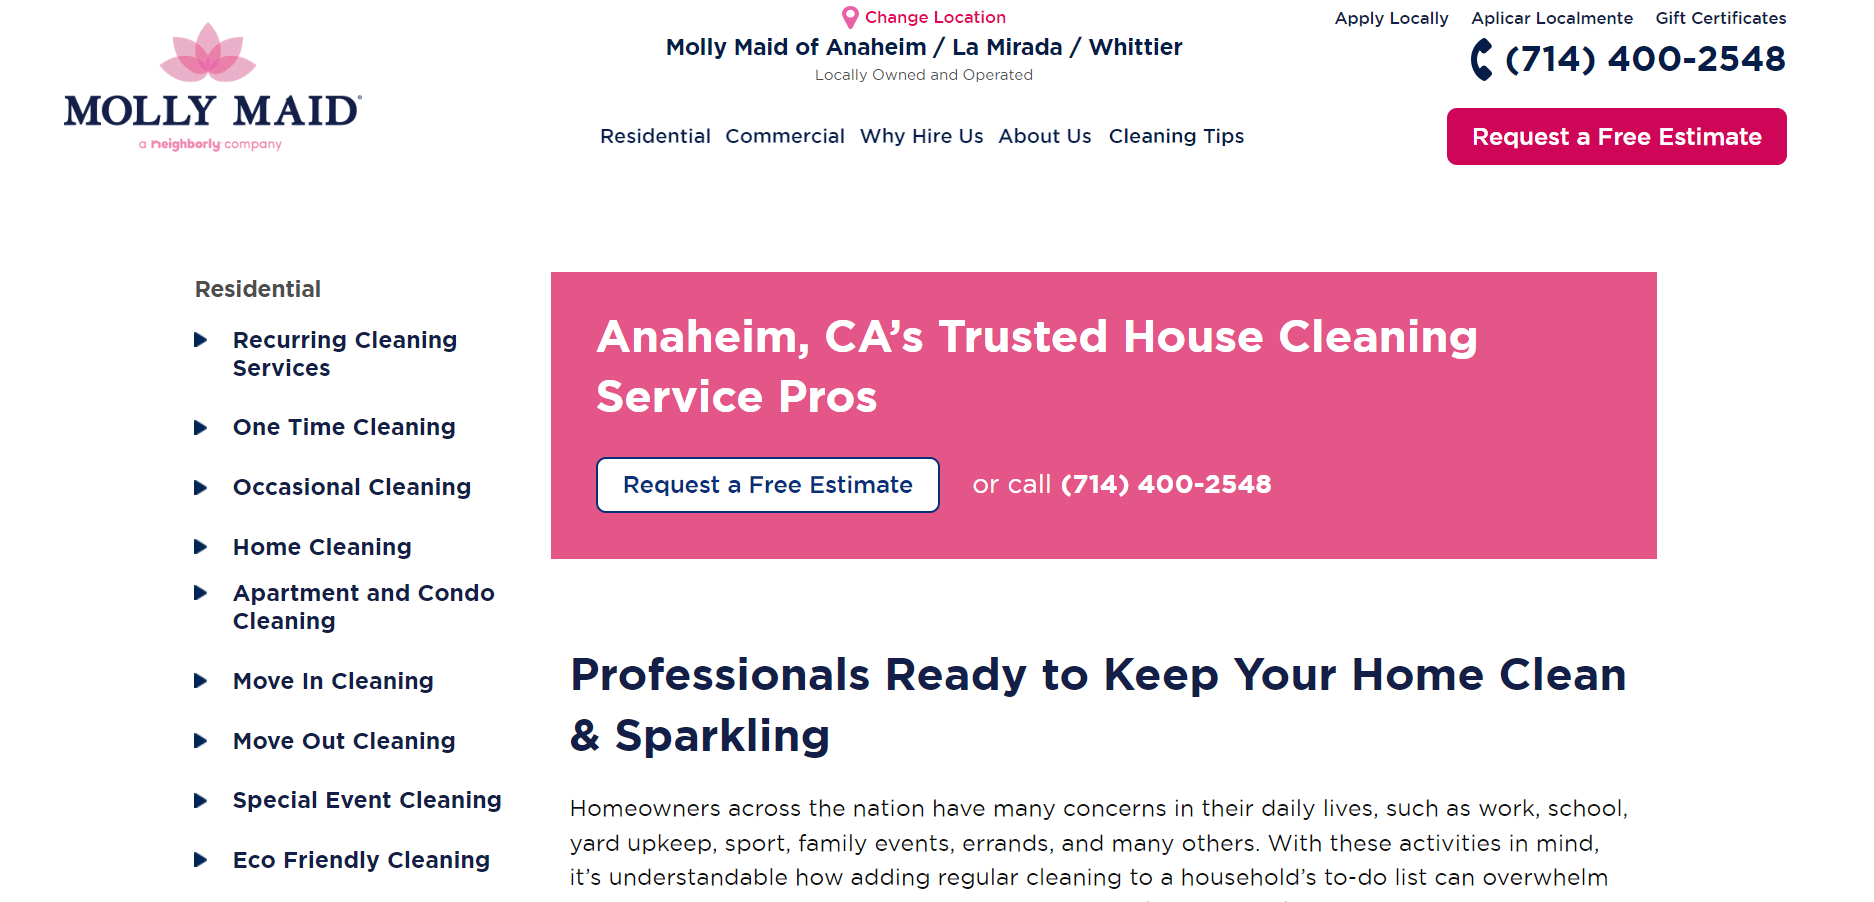 Change Location
Molly Maid of Anaheim / La Mirada / Whittier
Locally Owned and Operated
Apply Locally Aplicar Localmente Gift Certificates
(714) 400-2548
MOLLY MAID®
a neighborly company
Residential Commercial Why Hire Us About Us Cleaning Tips
Request a Free Estimate
Residential
Recurring Cleaning
Services
One Time Cleaning
Occasional Cleaning
Home Cleaning
Apartment and Condo
Cleaning
Move In Cleaning
Move Out Cleaning
Special Event Cleaning
Eco Friendly Cleaning
Anaheim, CA’s Trusted House Cleaning
Service Pros
Request a Free Estimate or call (714) 400-2548
Professionals Ready to Keep Your Home Clean
& Sparkling
Homeowners across the nation have many concerns in their daily lives, such as work, school,
yard upkeep, sport, family events, errands, and many others. With these activities in mind,
it’s understandable how adding regular cleaning to a household’s to-do list can overwhelm